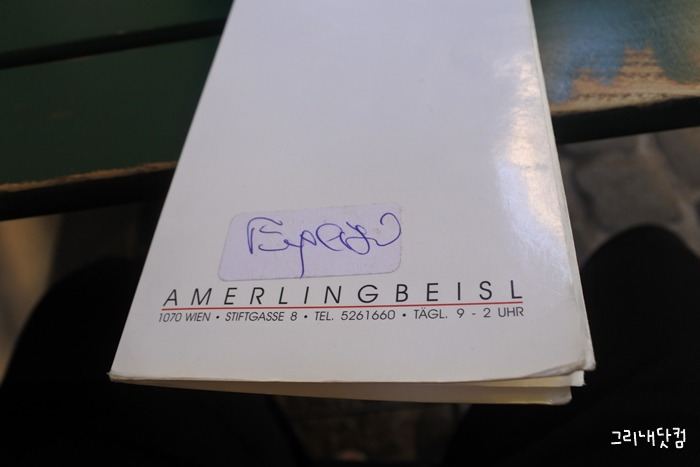 AMERLINGBEISL
1070 WIEN • STIFTGASSE 8 • TEL. 5261660 • TÄGL. 9 - 2 UHR
그리내닷컴